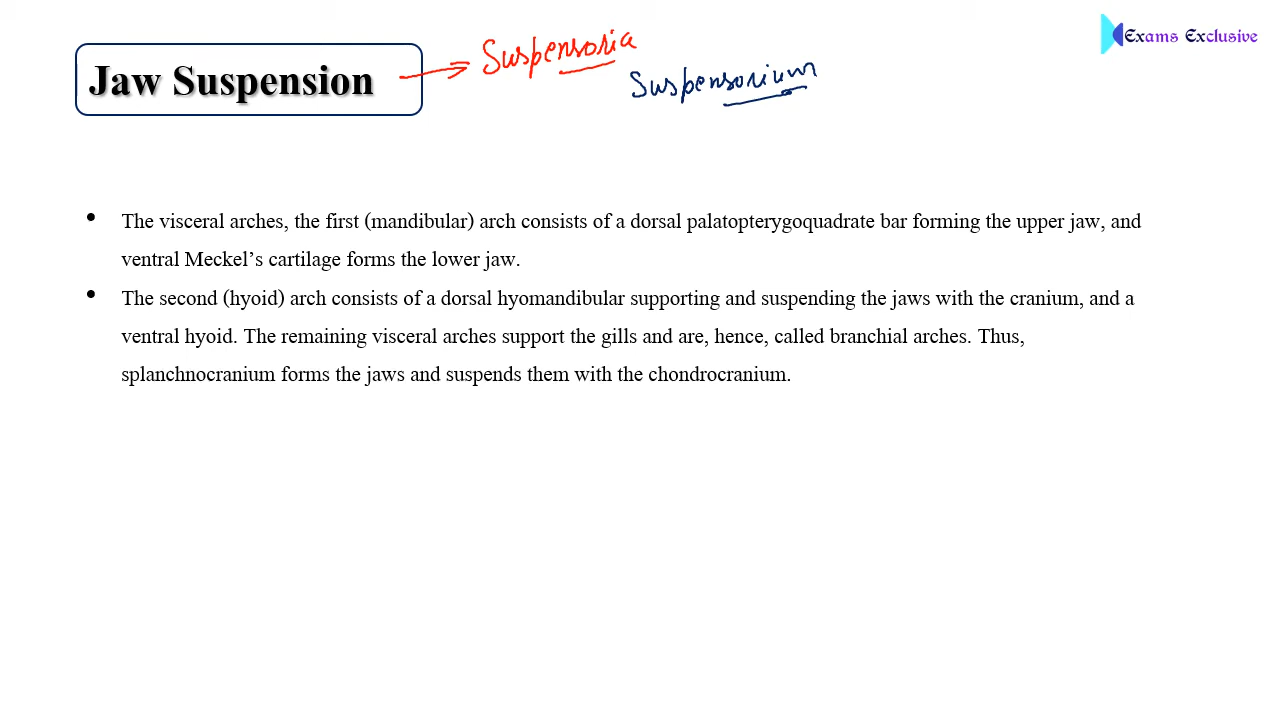 Exams Exclusive
Jaw Suspension
Suspensoria
Suspensorium
• The visceral arches, the first (mandibular) arch consists of a dorsal palatopterygoquadrate bar forming the upper jaw, and
ventral Meckel’s cartilage forms the lower jaw.
• The second (hyoid) arch consists of a dorsal hyomandibular supporting and suspending the jaws with the cranium, and a
ventral hyoid. The remaining visceral arches support the gills and are, hence, called branchial arches. Thus,
splanchnocranium forms the jaws and suspends them with the chondrocranium.